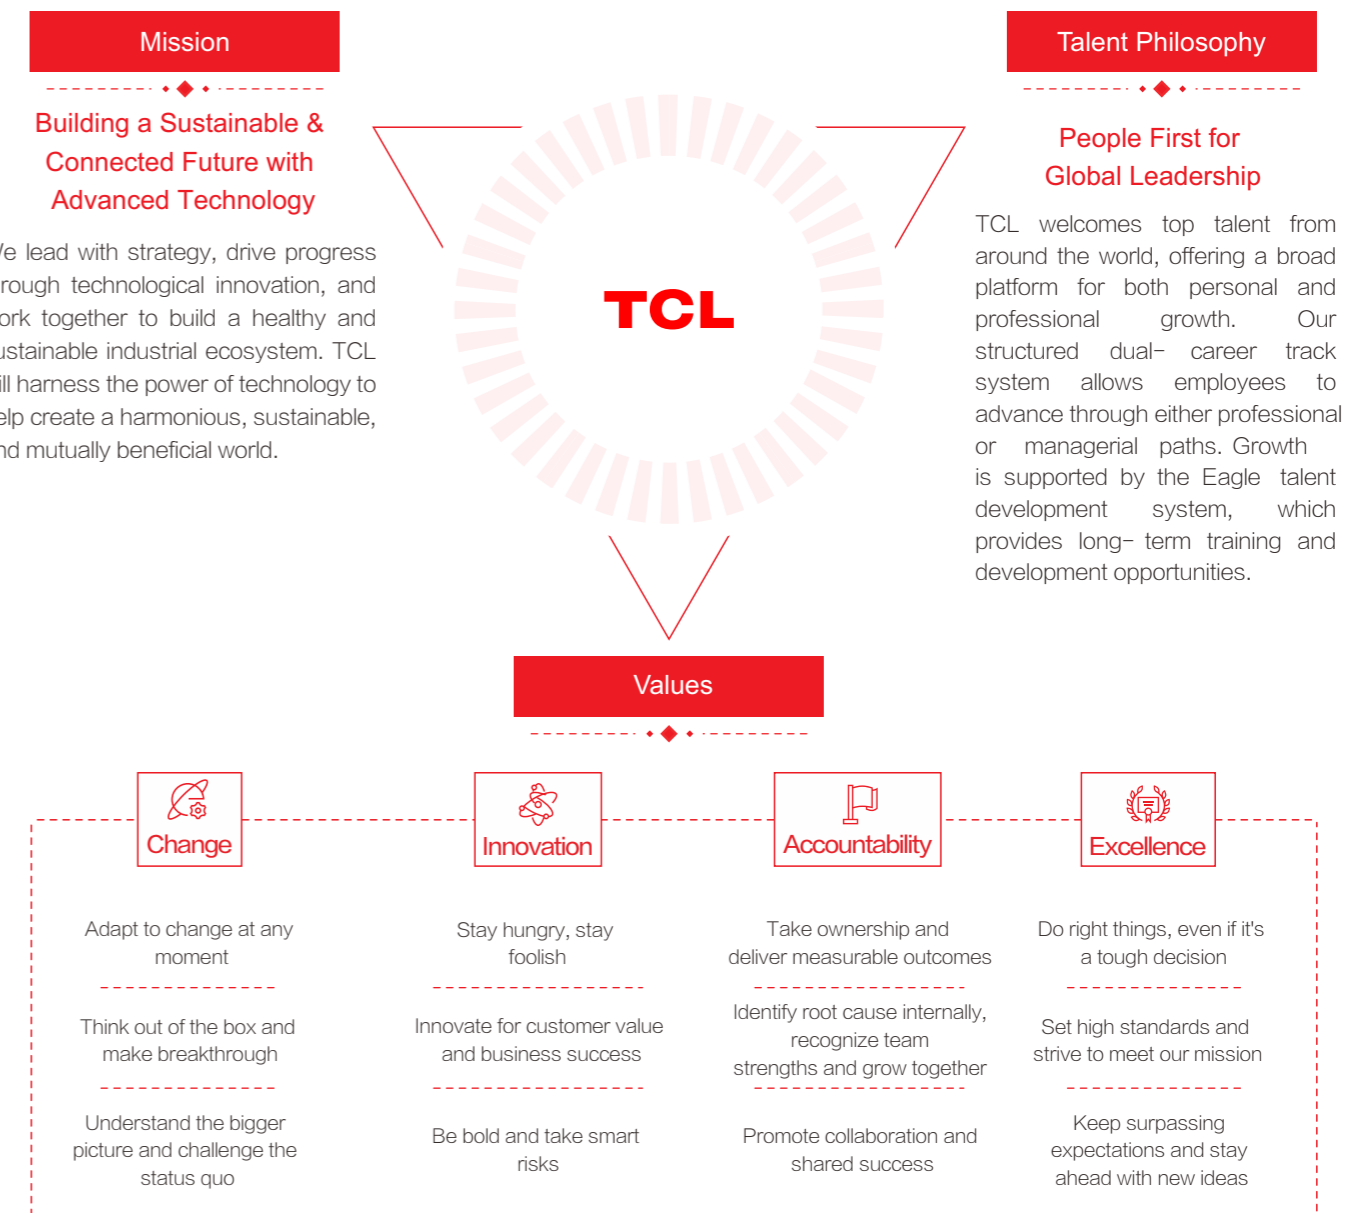 Mission
Building a Sustainable &
Connected Future with
Advanced Technology
lead with strategy, drive progress
technological innovation, and
together to build a healthy and
industrial ecosystem. TCL
harness the power of technology to
create a harmonious, sustainable,
mutually beneficial world.
TCL
Talent Philosophy
People First for
Global Leadership
TCL welcomes top talent from
around the world, offering a broad
platform for both personal and
professional growth. Our
structured dual- career track
system allows employees to
advance through either professional
or managerial paths. Growth
is supported by the Eagle talent
development system, which
provides long- term training and
development opportunities.
Values
Change
Adapt to change at any
moment
Think out of the box and
make breakthrough
Understand the bigger
picture and challenge the
status quo
Innovation
Stay hungry, stay
foolish
Innovate for customer value
and business success
Be bold and take smart
risks
Accountability
Take ownership and
deliver measurable outcomes
Identify root cause internally,
recognize team
strengths and grow together
Promote collaboration and
shared success
Excellence
Do right things, even if it's
a tough decision
Set high standards and
strive to meet our mission
Keep surpassing
expectations and stay
ahead with new ideas